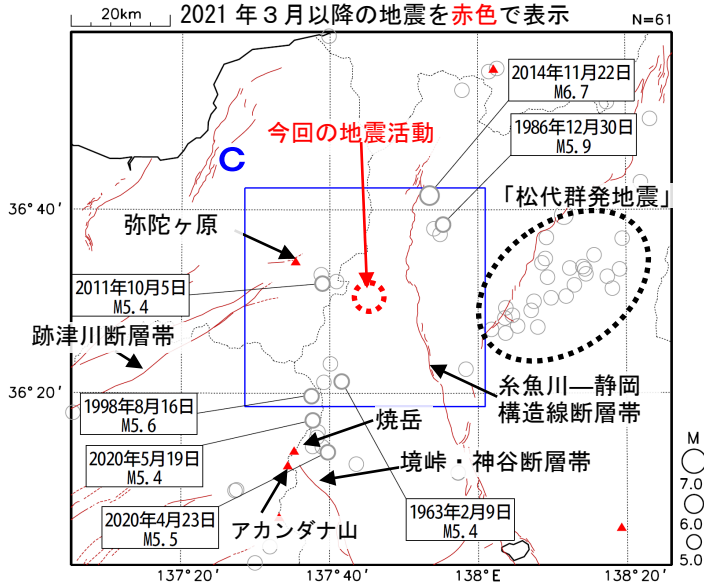 20km
2021年3月以降の地震を赤色で表示
N=61
2014年11月22日
M6.7
今回の地震活動
1986年12月30日
M5.9
C
「松代群発地震」
36°40′
弥陀ヶ原
2011年10月5日
M5.4
跡津川断層帯
36°20′
糸魚川―静岡
構造線断層帯
1998年8月16日
M5.6
焼岳
2020年5月19日
M5.4
境峠・神谷断層帯
2020年4月23日
M5.5
アカンダナ山
1963年2月9日
M5.4
M
7.0
6.0
5.0
137°20′
137°40′
138°E
138°20′